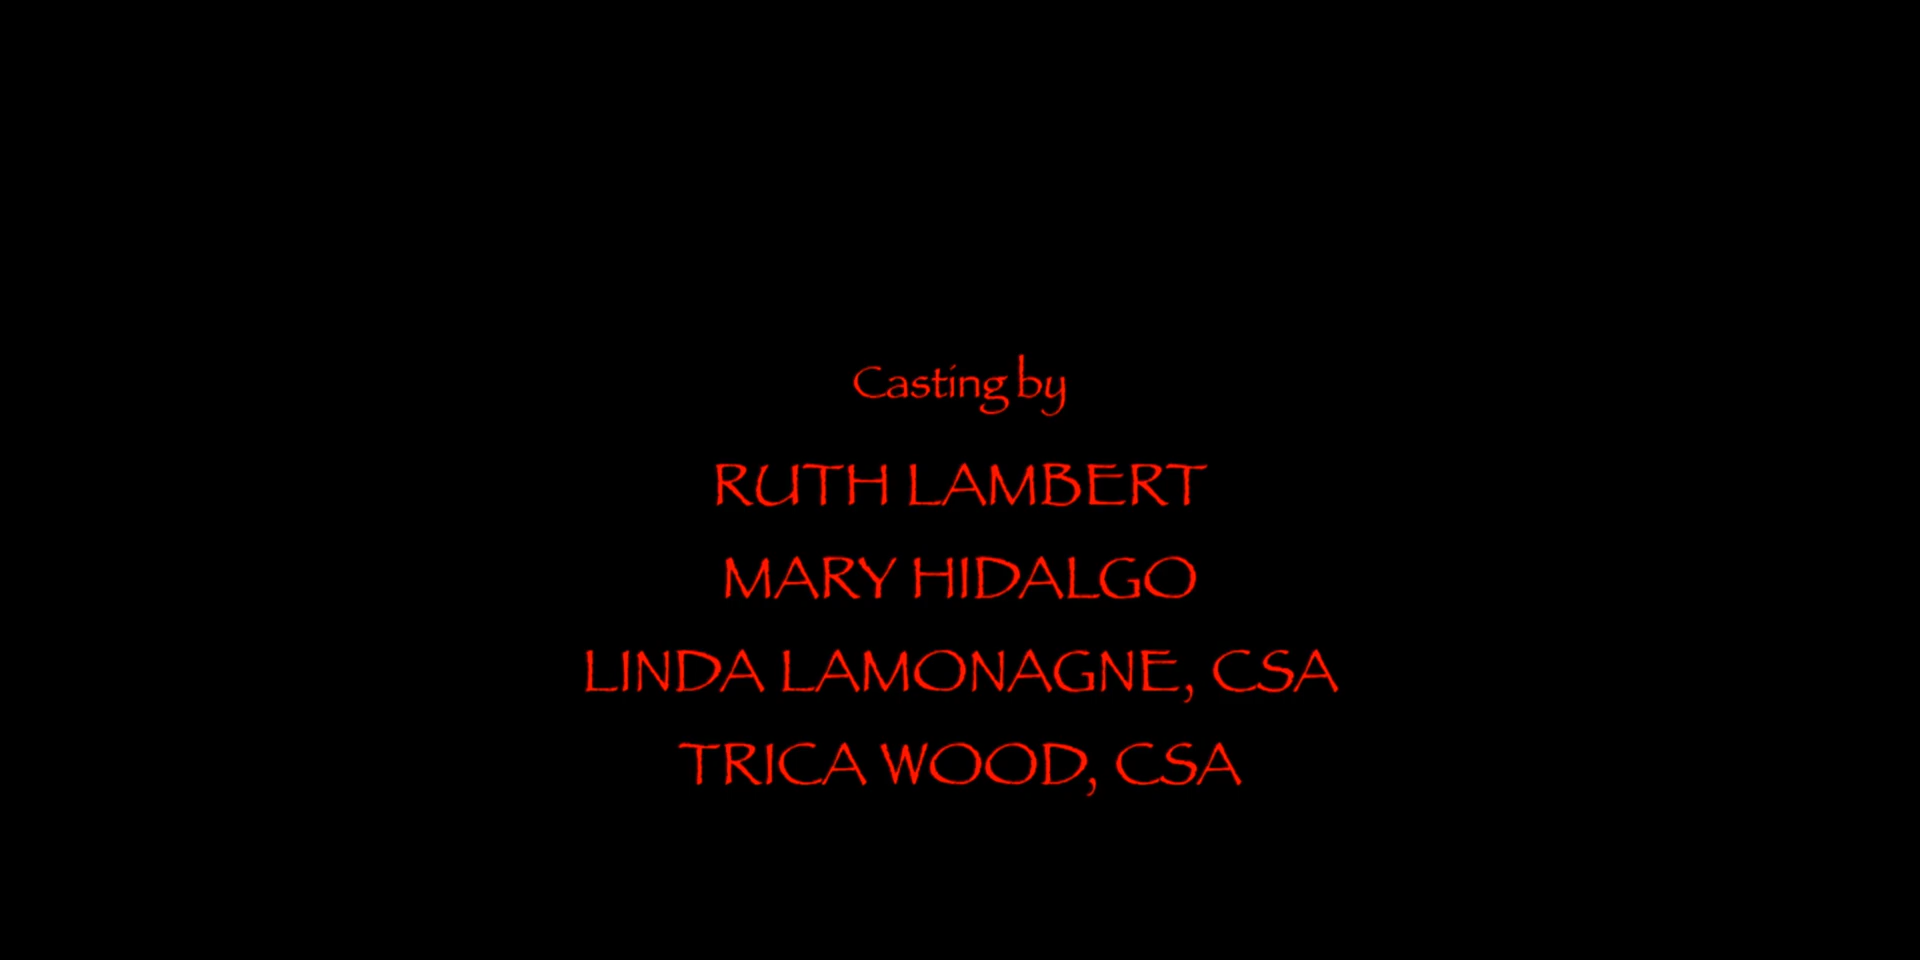 Casting by
RUTH LAMBERT
MARY HIDALGO
LINDA LAMONAGNE, CSA
TRICA WOOD, CSA